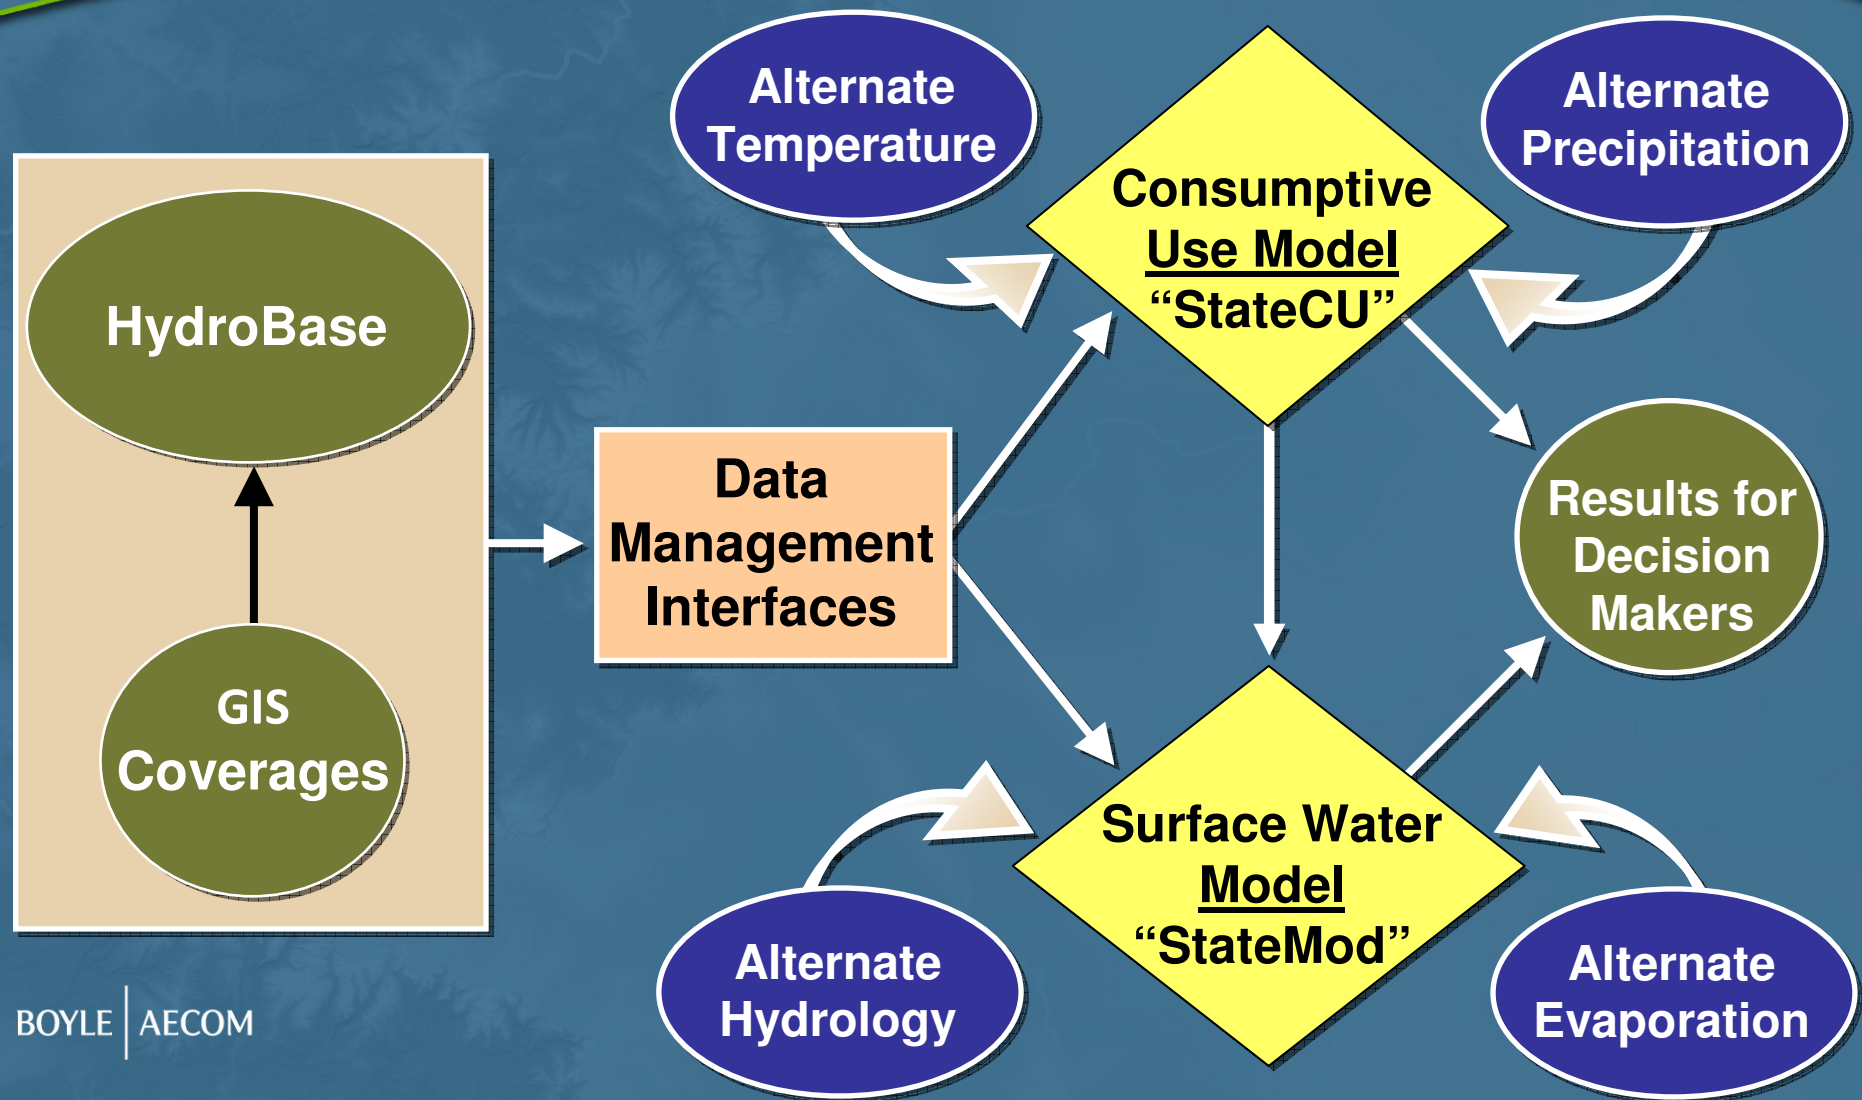 Alternate
Temperature
Consumptive
Use Model
“StateCU”
Alternate
Precipitation
HydroBase
GIS
Coverages
Data
Management
Interfaces
Results for
Decision
Makers
Surface Water
Model
“StateMod”
Alternate
Hydrology
Alternate
Evaporation
BOYLE | AECOM